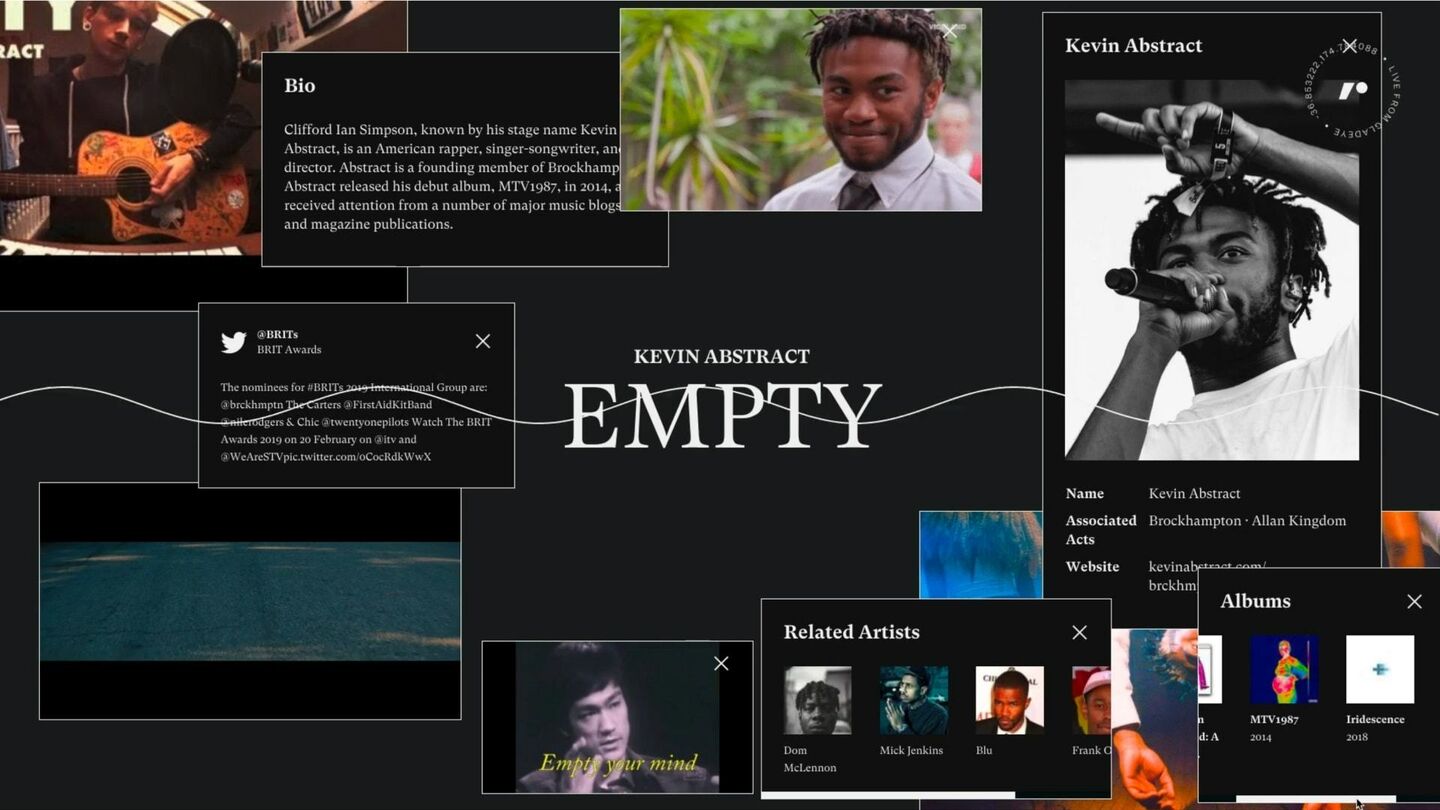 RACT
Bio
Clifford Ian Simpson, known by his stage name Kevin
Abstract, is an American rapper, singer-songwriter, and
director. Abstract is a founding member of Brockhamp
Abstract released his debut album, MTV1987, in 2014, a
received attention from a number of major music blogs
and magazine publications.
Kevin Abstract
LIVE FROM GLADEYE
@BRITs
BRIT Awards
The nominees for #BRITs 2019 International Group are:
@brckhmptn The Carters @FirstAidKitBand
@nilerodgers & Chic @twentyonepilots Watch The BRIT
Awards 2019 on 20 February on @itv and
@WeAreSTVpic.twitter.com/0CocRdkWwX
KEVIN ABSTRACT
EMPTY
Name Kevin Abstract
Associated Brockhampton · Allan Kingdom
Acts
Website kevinabstract.com/
brckhm
Empty your mind
Related Artists
Dom
McLennon
Mick Jenkins
Blu
Frank O
Albums
n
d: A
MTV1987
2014
Iridescence
2018